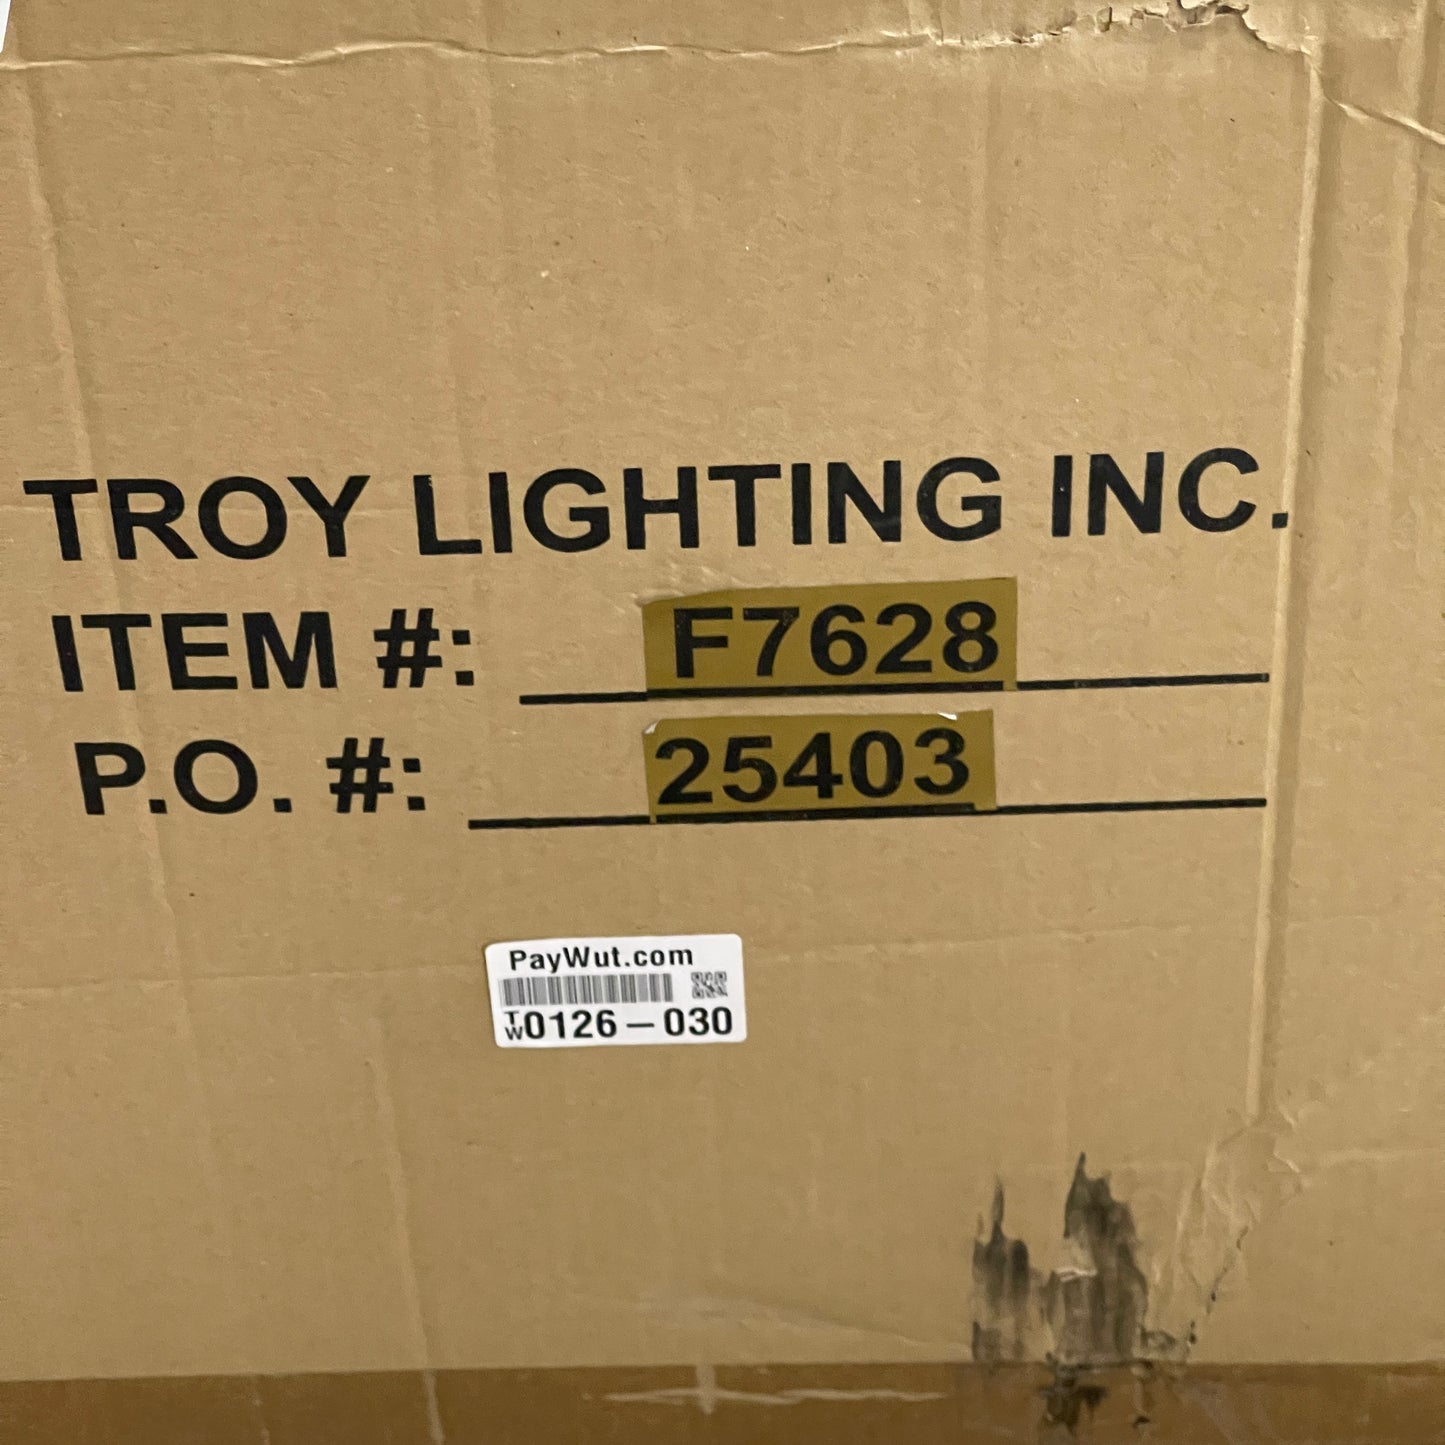 TROY LIGHTING INC.
ITEM #: F7628
P.O. #: 25403
PayWut.com
TW0126-030